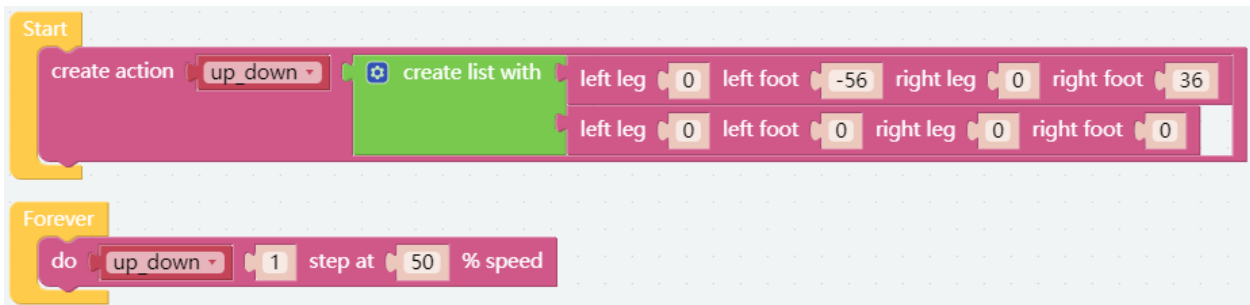 Start
create action up_down create list with left leg 0 left foot -56 right leg 0 right foot 36
left leg 0 left foot 0 right leg 0 right foot 0
Forever
do up_down 1 step at 50 % speed